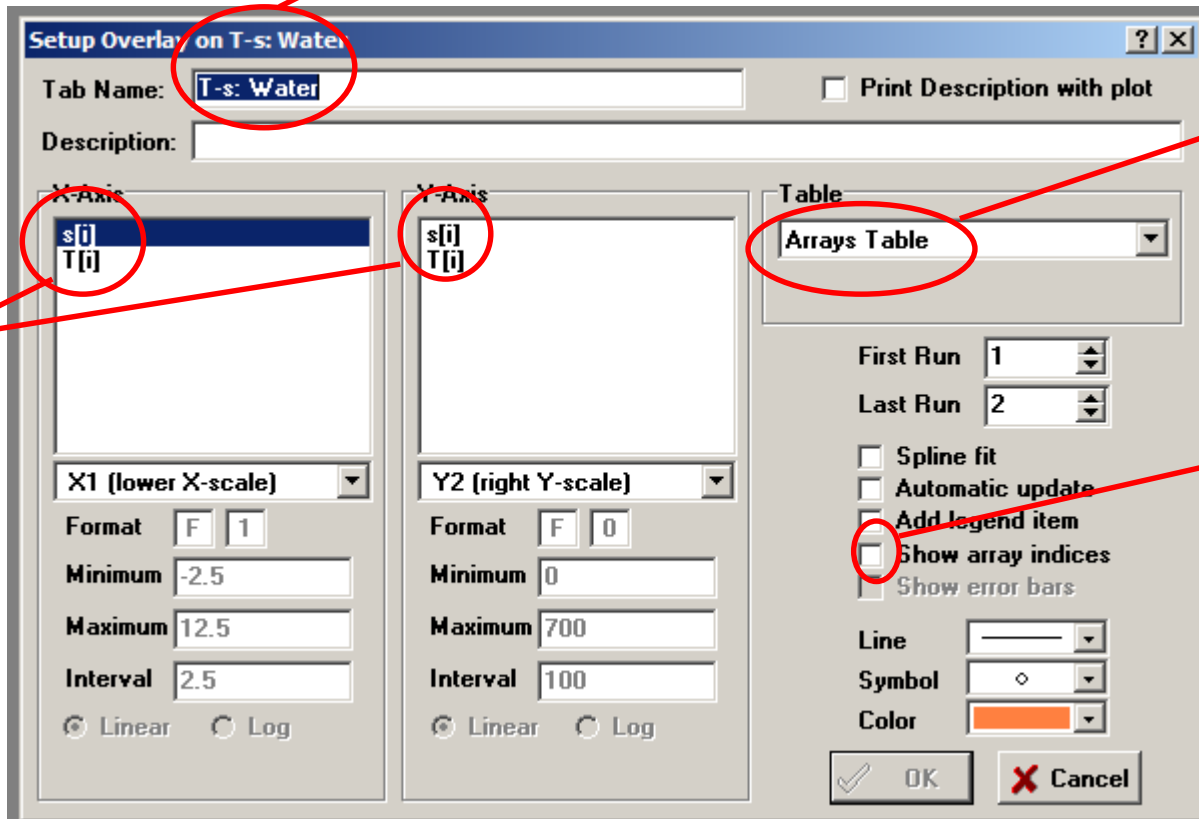 Setup Overlay on T-s: Water
Tab Name: T-s: Water
Print Description with plot
Description:
X-Axis
s[i]
T[i]
X1 (lower X-scale)
Format F 1
Minimum -2.5
Maximum 12.5
Interval 2.5
Linear Log
Y-Axis
s[i]
T[i]
Y2 (right Y-scale)
Format F 0
Minimum 0
Maximum 700
Interval 100
Linear Log
Table
Arrays Table
First Run 1
Last Run 2
Spline fit
Automatic update
Add legend item
Show array indices
Show error bars
Line
Symbol
Color
OK Cancel